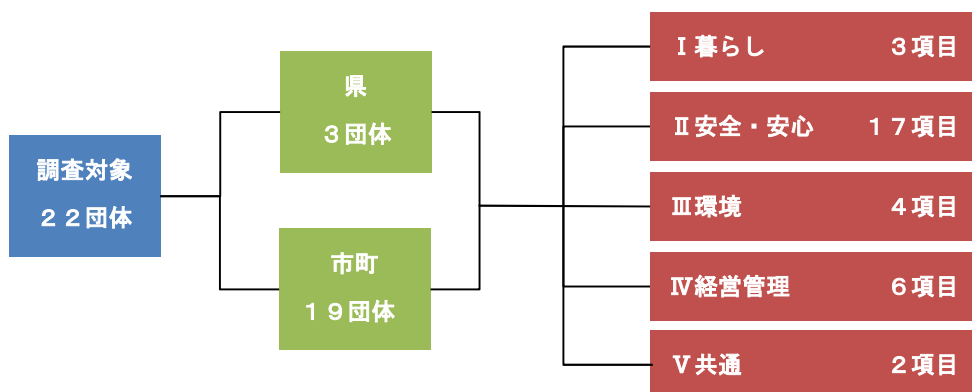 調査対象
２２団体
県
３団体
市町
１９団体
Ⅰ暮らし　３項目
Ⅱ安全・安心　１７項目
Ⅲ環境　４項目
Ⅳ経営管理　６項目
Ⅴ共通　２項目